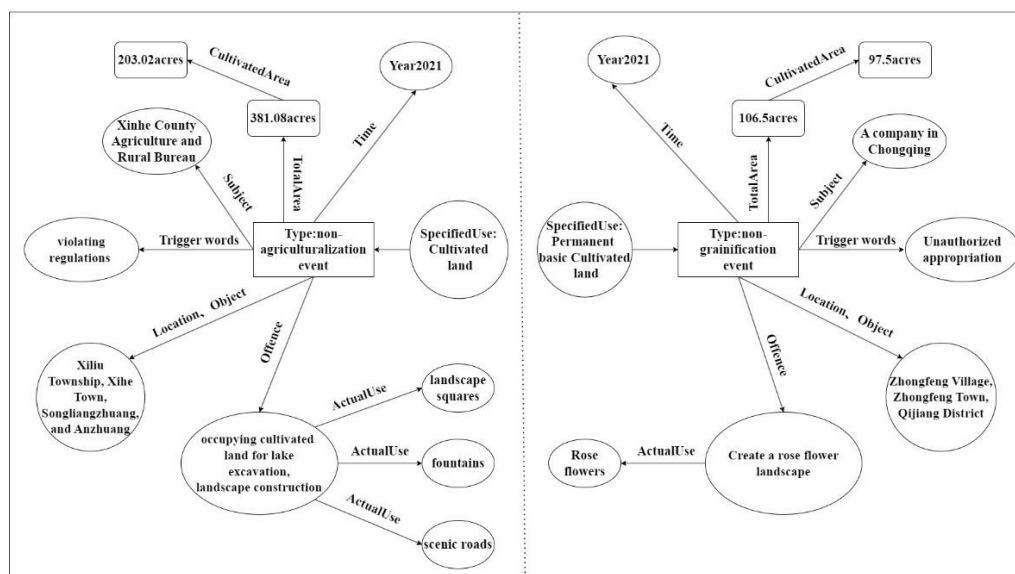 203.02acres
CultivatedArea
Year2021
381.08acres
Time
Xinhe County
Agriculture and
Rural Bureau
TotalArea
Subject
violating
regulations
Trigger words
Type:non-
agriculturalization
event
SpecifiedUse:
Cultivated
land
Location、Object
Offence
Xiliu
Township, Xihe
Town,
Songliangzhuang,
and Anzhuang
occupying cultivated
land for lake
excavation,
landscape construction
ActualUse
landscape
squares
ActualUse
fountains
ActualUse
scenic roads
Year2021
CultivatedArea
97.5acres
106.5acres
Time
A company in
Chongqing
TotalArea
Subject
SpecifiedUse:
Permanent
basic Cultivated
land
Type:non-
grainification
event
Trigger words
Unauthorized
appropriation
Location、Object
Offence
Zhongfeng Village,
Zhongfeng Town,
Qijiang District
Rose
flowers
ActualUse
Create a rose flower
landscape